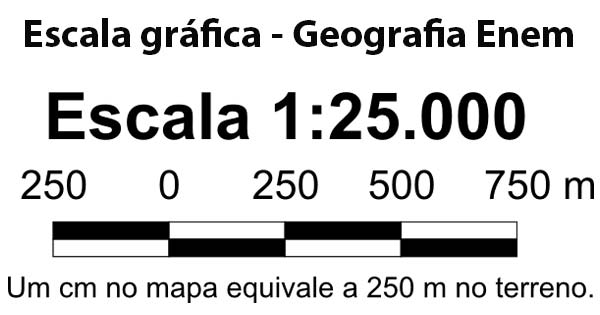 Escala gráfica - Geografia Enem
Escala 1:25.000
250 0 250 500 750 m
Um cm no mapa equivale a 250 m no terreno.